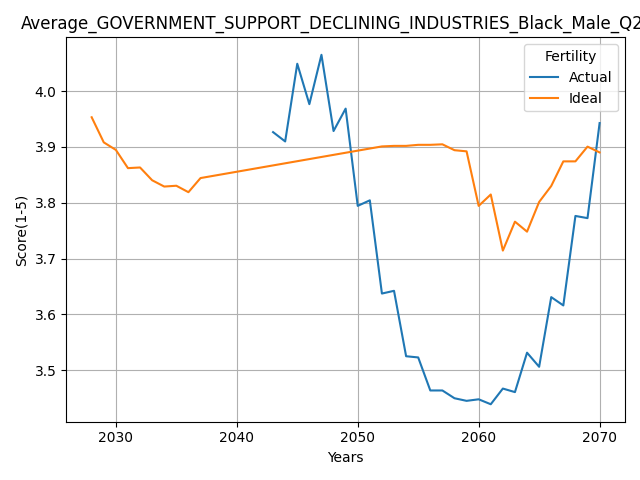 Average_GOVERNMENT_SUPPORT_DECLINING_INDUSTRIES_Black_Male_Q2
Fertility
Actual
Ideal
4.0
3.9
3.8
3.7
3.6
3.5
Score(1-5)
2030 2040 2050 2060 2070
Years